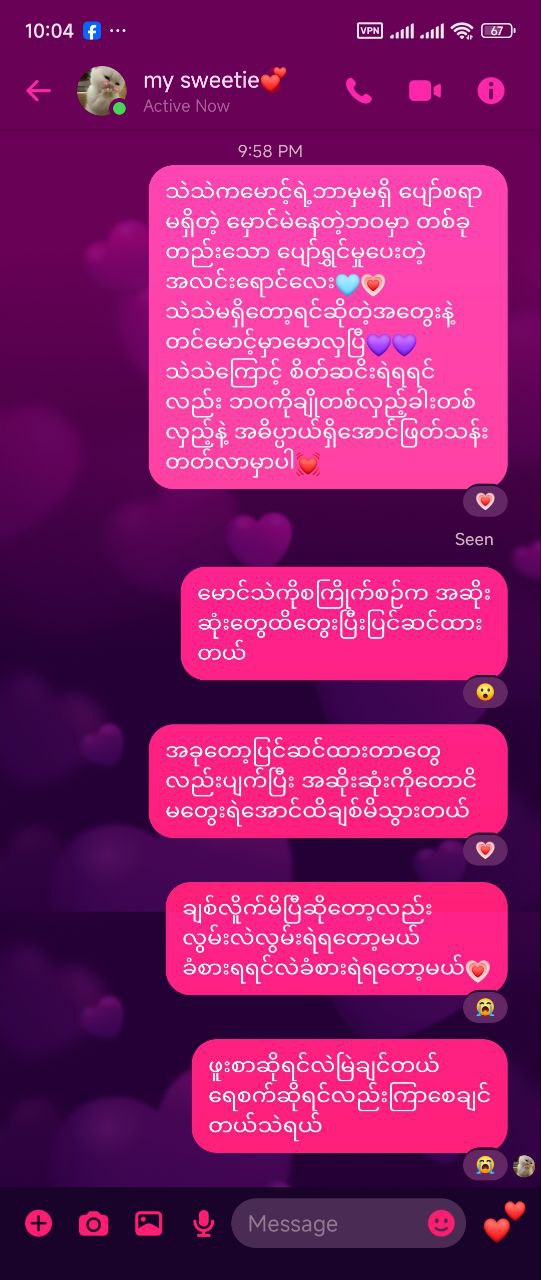 10:04
VPN
67
my sweetie💕
Active Now
9:58 PM
သဲသဲကမောင့်ရဲ့ဘာမှမရှိ ပျော်စရာ
မရှိတဲ့ မှောင်မဲနေတဲ့ဘဝမှာ တစ်ခု
တည်းသော ပျော်ရွှင်မှုပေးတဲ့
အလင်းရောင်လေး🩵💗
သဲသဲမရှိတော့ရင်ဆိုတဲ့အတွေးနဲ့
တင်မောင့်မှာမောလှပြီ💜💜
သဲသဲကြောင့် စိတ်ဆင်းရဲရရင်
လည်း ဘဝကိုချိုတစ်လှည့်ခါးတစ်
လှည့်နဲ့ အဓိပ္ပာယ်ရှိအောင်ဖြတ်သန်း
တတ်လာမှာပါ💓
Seen
မောင်သဲကိုစကြိုက်စဉ်က အဆိုး
ဆုံးတွေထိတွေးပြီးပြင်ဆင်ထား
တယ်
အခုတော့ပြင်ဆင်ထားတာတွေ
လည်းပျက်ပြီး အဆိုးဆုံးကိုတောင်
မတွေးရဲအောင်ထိချစ်မိသွားတယ်
ချစ်လိူက်မိပြီဆိုတော့လည်း
လွမ်းလဲလွမ်းရဲရတော့မယ်
ခံစားရရင်လဲခံစားရဲရတော့မယ်💗
ဖူးစာဆိုရင်လဲမြဲချင်တယ်
ရေစက်ဆိုရင်လည်းကြာစေချင်
တယ်သဲရယ်
Message